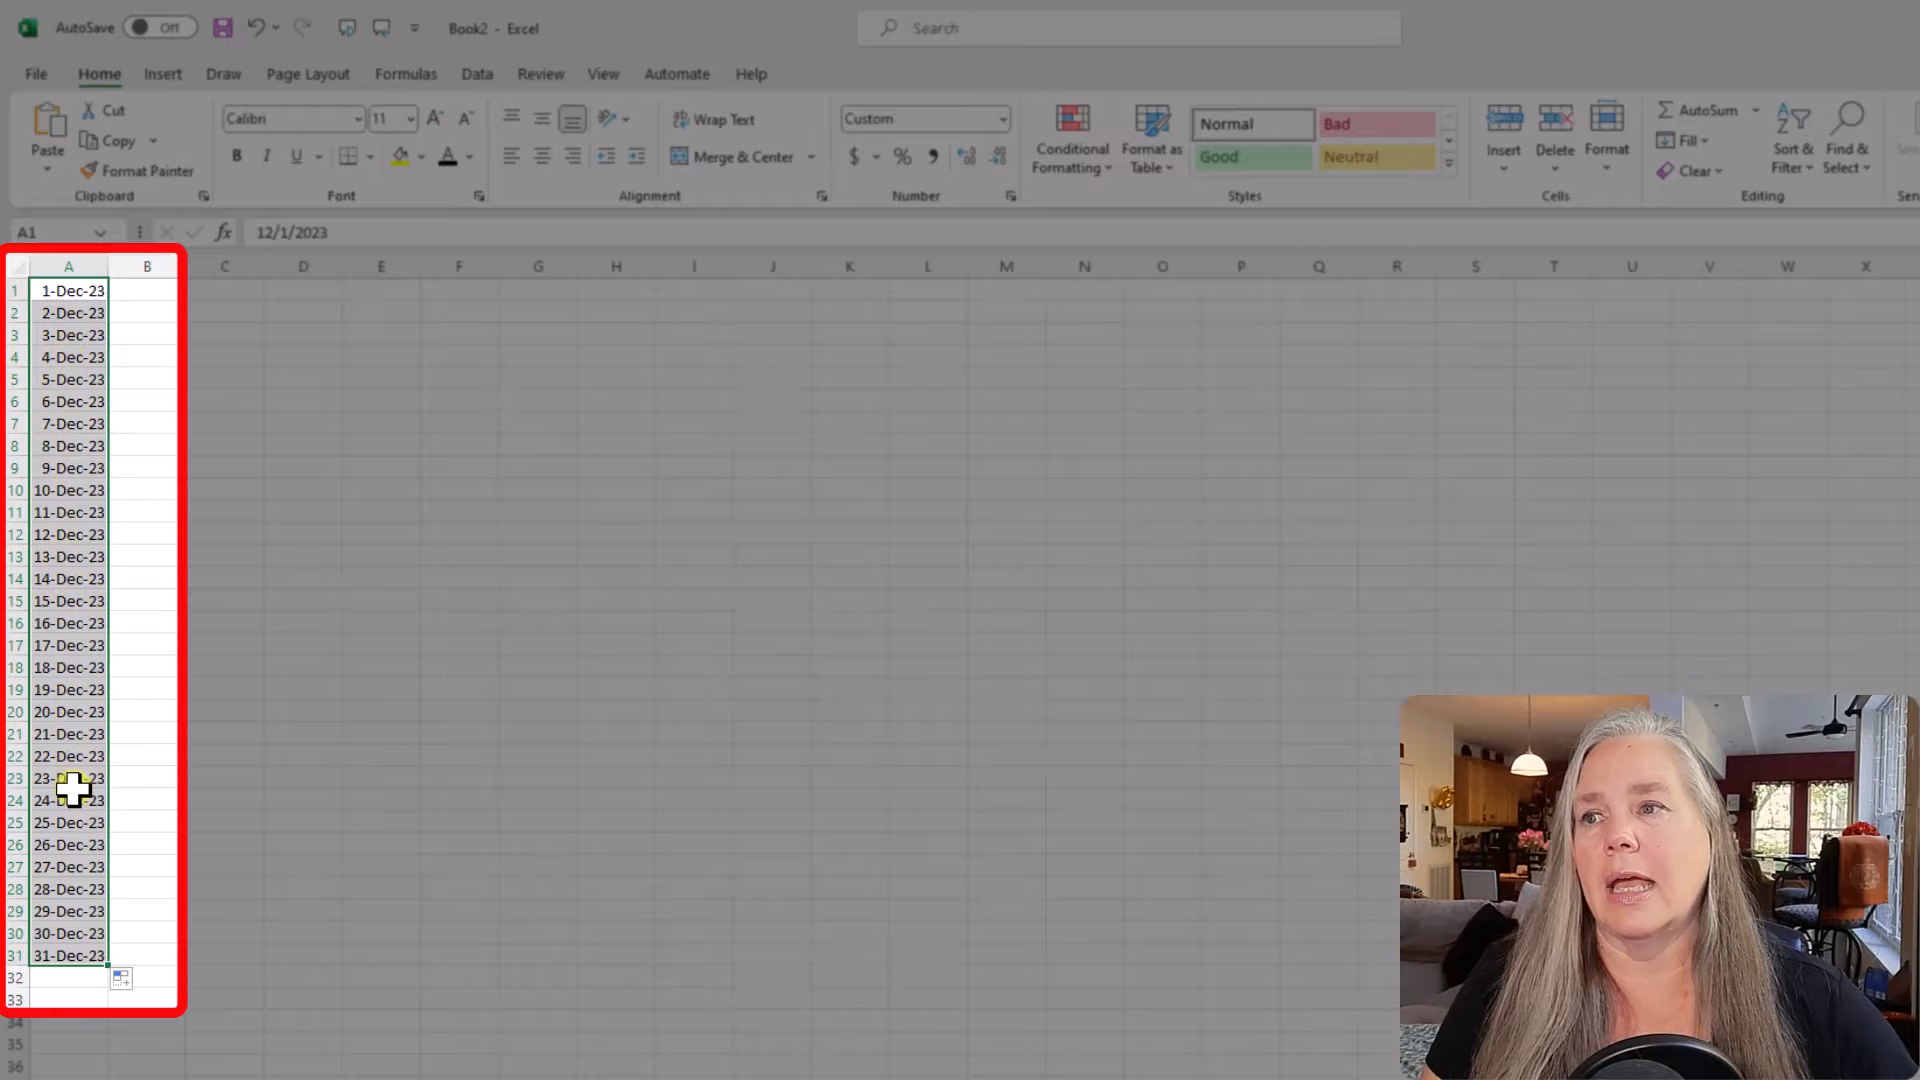 AutoSave Off Book2 - Excel Search
File Home Insert Draw Page Layout Formulas Data Review View Automate Help
Paste Cut Copy Format Painter Clipboard
Calibri 11 A^ A˅ B I U A Font
Wrap Text Merge & Center Alignment
Custom $ % 9 Number
Conditional Formatting Format as Table Normal Bad Good Neutral Styles
Insert Delete Format Cells
AutoSum Fill Clear Sort & Filter Find & Select Editing
A1 fx 12/1/2023
A B C D E F G H I J K L M N O P Q R S T U V W X
1 1-Dec-23
2 2-Dec-23
3 3-Dec-23
4 4-Dec-23
5 5-Dec-23
6 6-Dec-23
7 7-Dec-23
8 8-Dec-23
9 9-Dec-23
10 10-Dec-23
11 11-Dec-23
12 12-Dec-23
13 13-Dec-23
14 14-Dec-23
15 15-Dec-23
16 16-Dec-23
17 17-Dec-23
18 18-Dec-23
19 19-Dec-23
20 20-Dec-23
21 21-Dec-23
22 22-Dec-23
23 23- -23
24 24- -23
25 25-Dec-23
26 26-Dec-23
27 27-Dec-23
28 28-Dec-23
29 29-Dec-23
30 30-Dec-23
31 31-Dec-23
32
33
34
35
36